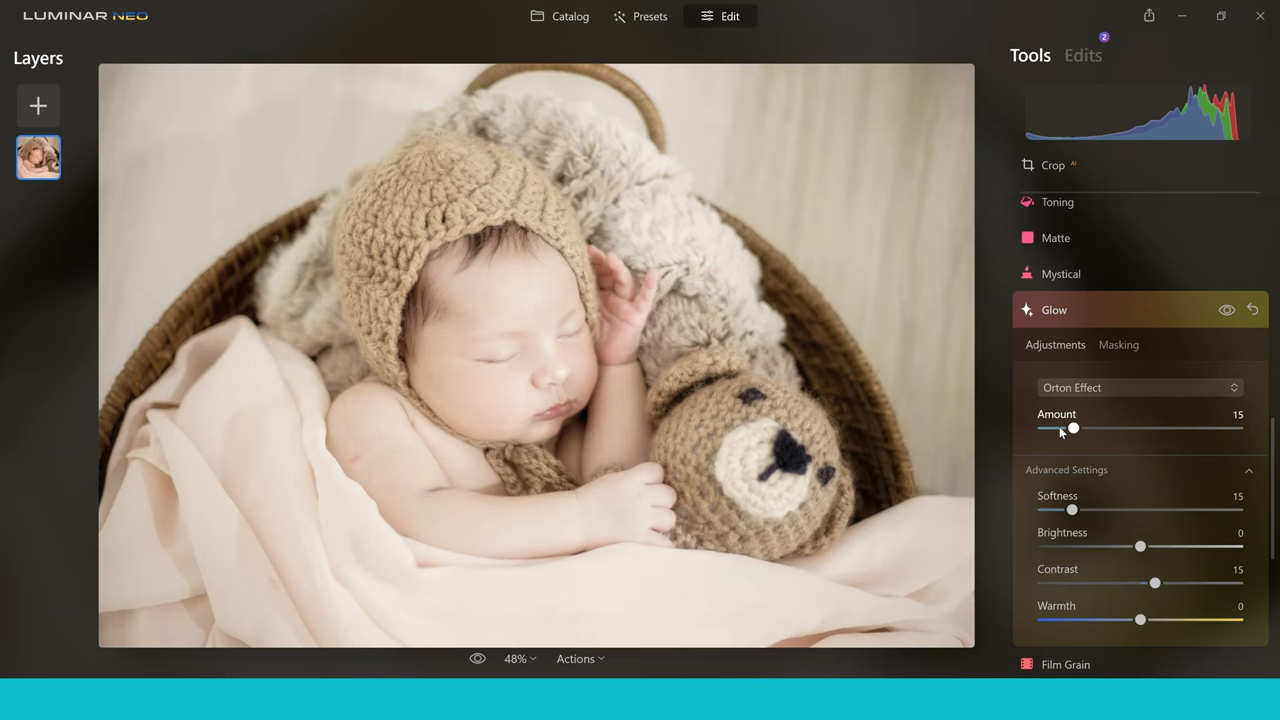 LUMINAR NEO
Catalog
Presets
Edit
Layers
2
Tools Edits
Crop AI
Toning
Matte
Mystical
Glow
Adjustments Masking
Orton Effect
Amount 15
Advanced Settings
Softness 15
Brightness 0
Contrast 15
Warmth 0
Film Grain
48% Actions